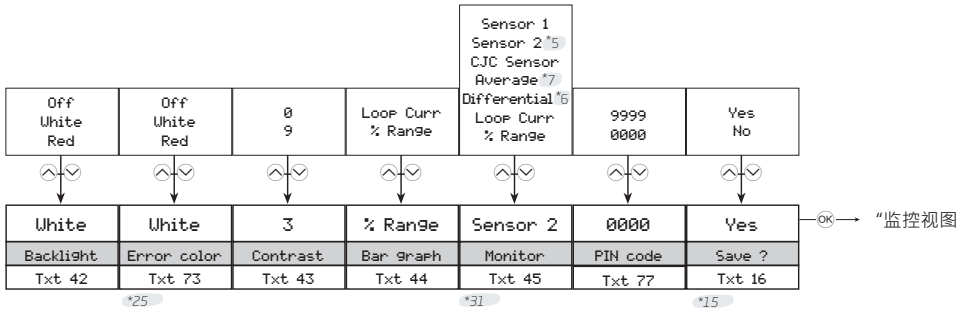 Sensor 1
Sensor 2 *5
CJC Sensor
Average *7
Differential *6
Loop Curr
% Range
Off
White
Red
Off
White
Red
0
9
Loop Curr
% Range
9999
0000
Yes
No
White
White
3
% Range
Sensor 2
0000
Yes
OK
“监控视图
Backlight
Error color
Contrast
Bar graph
Monitor
PIN code
Save ?
Txt 42
Txt 73
Txt 43
Txt 44
Txt 45
Txt 77
Txt 16
*25
*31
*15